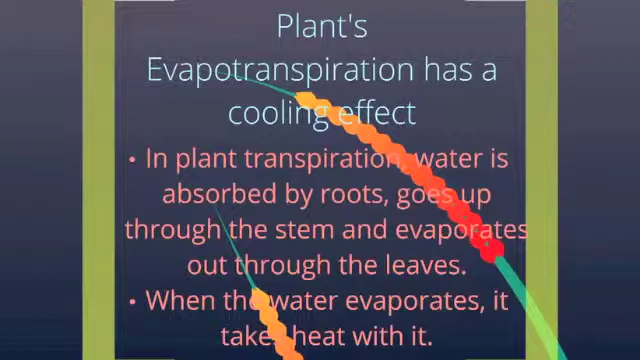 Plant's
Evapotranspiration has a
cooling effect
• In plant transpiration, water is
absorbed by roots, goes up
through the stem and evaporates
out through the leaves.
• When the water evaporates, it
takes heat with it.